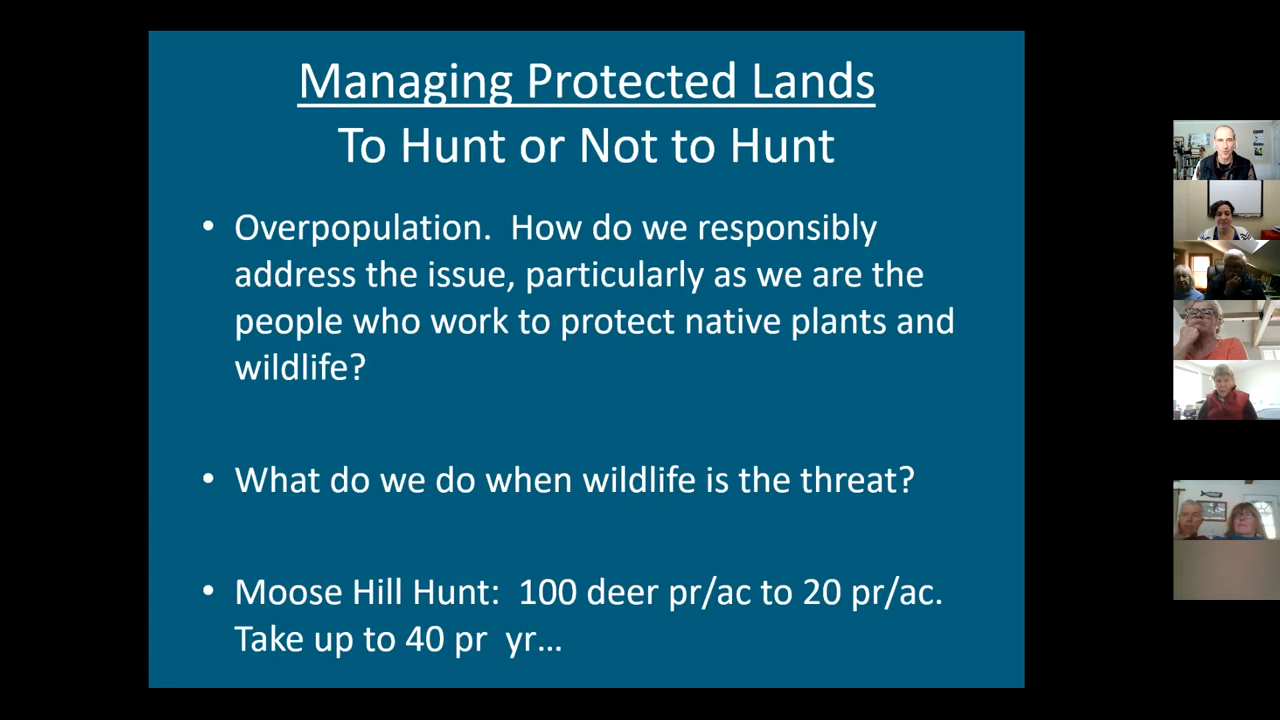 Managing Protected Lands
To Hunt or Not to Hunt
• Overpopulation.  How do we responsibly
address the issue, particularly as we are the
people who work to protect native plants and
wildlife?
• What do we do when wildlife is the threat?
• Moose Hill Hunt:  100 deer pr/ac to 20 pr/ac.
Take up to 40 pr  yr…